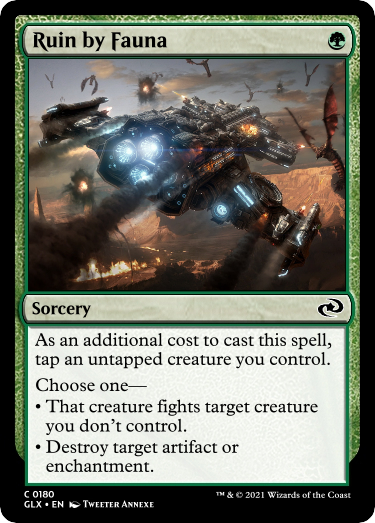 Ruin by Fauna
Sorcery
As an additional cost to cast this spell,
tap an untapped creature you control.
Choose one—
• That creature fights target creature
you don’t control.
• Destroy target artifact or
enchantment.
C 0180
GLX • EN Tweeter Annexe
™ & © 2021 Wizards of the Coast